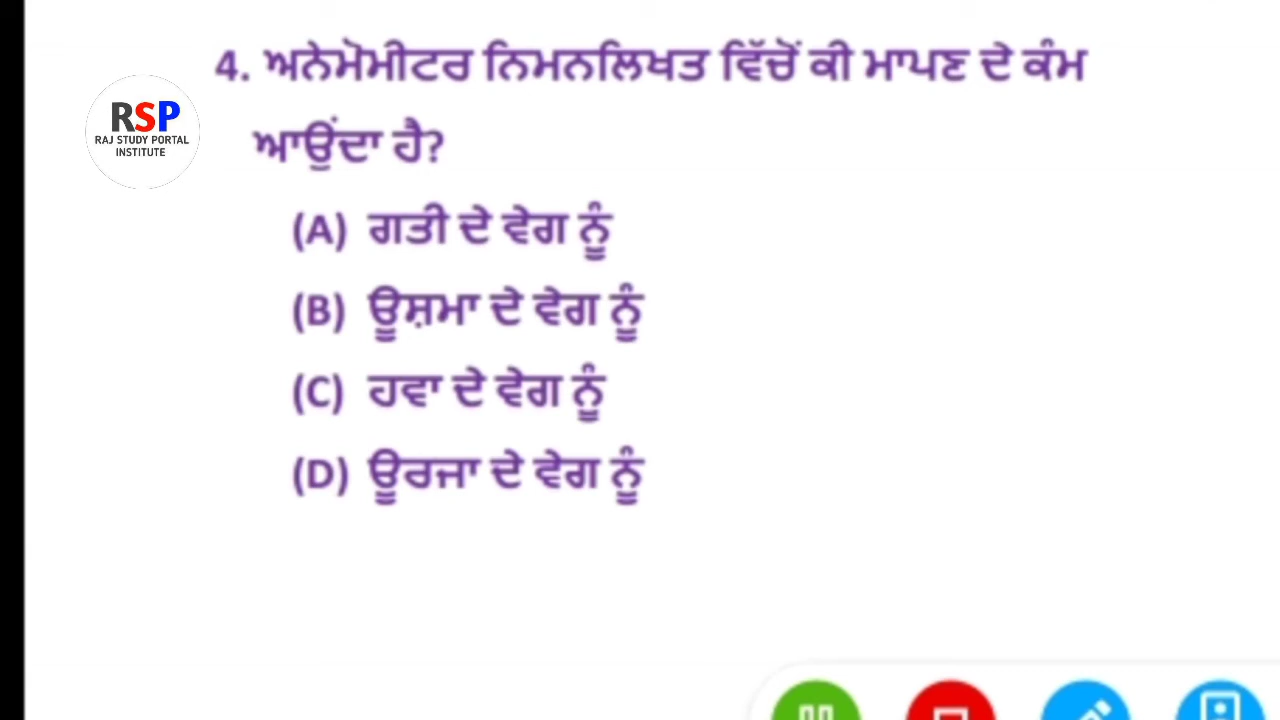 4. ਅਨੇਮੋਮੀਟਰ ਨਿਮਨਲਿਖਤ ਵਿੱਚੋਂ ਕੀ ਮਾਪਣ ਦੇ ਕੰਮ
ਆਉਂਦਾ ਹੈ?
RSP
RAJ STUDY PORTAL
INSTITUTE
(A) ਗਤੀ ਦੇ ਵੇਗ ਨੂੰ
(B) ਊਸ਼ਮਾ ਦੇ ਵੇਗ ਨੂੰ
(C) ਹਵਾ ਦੇ ਵੇਗ ਨੂੰ
(D) ਊਰਜਾ ਦੇ ਵੇਗ ਨੂੰ